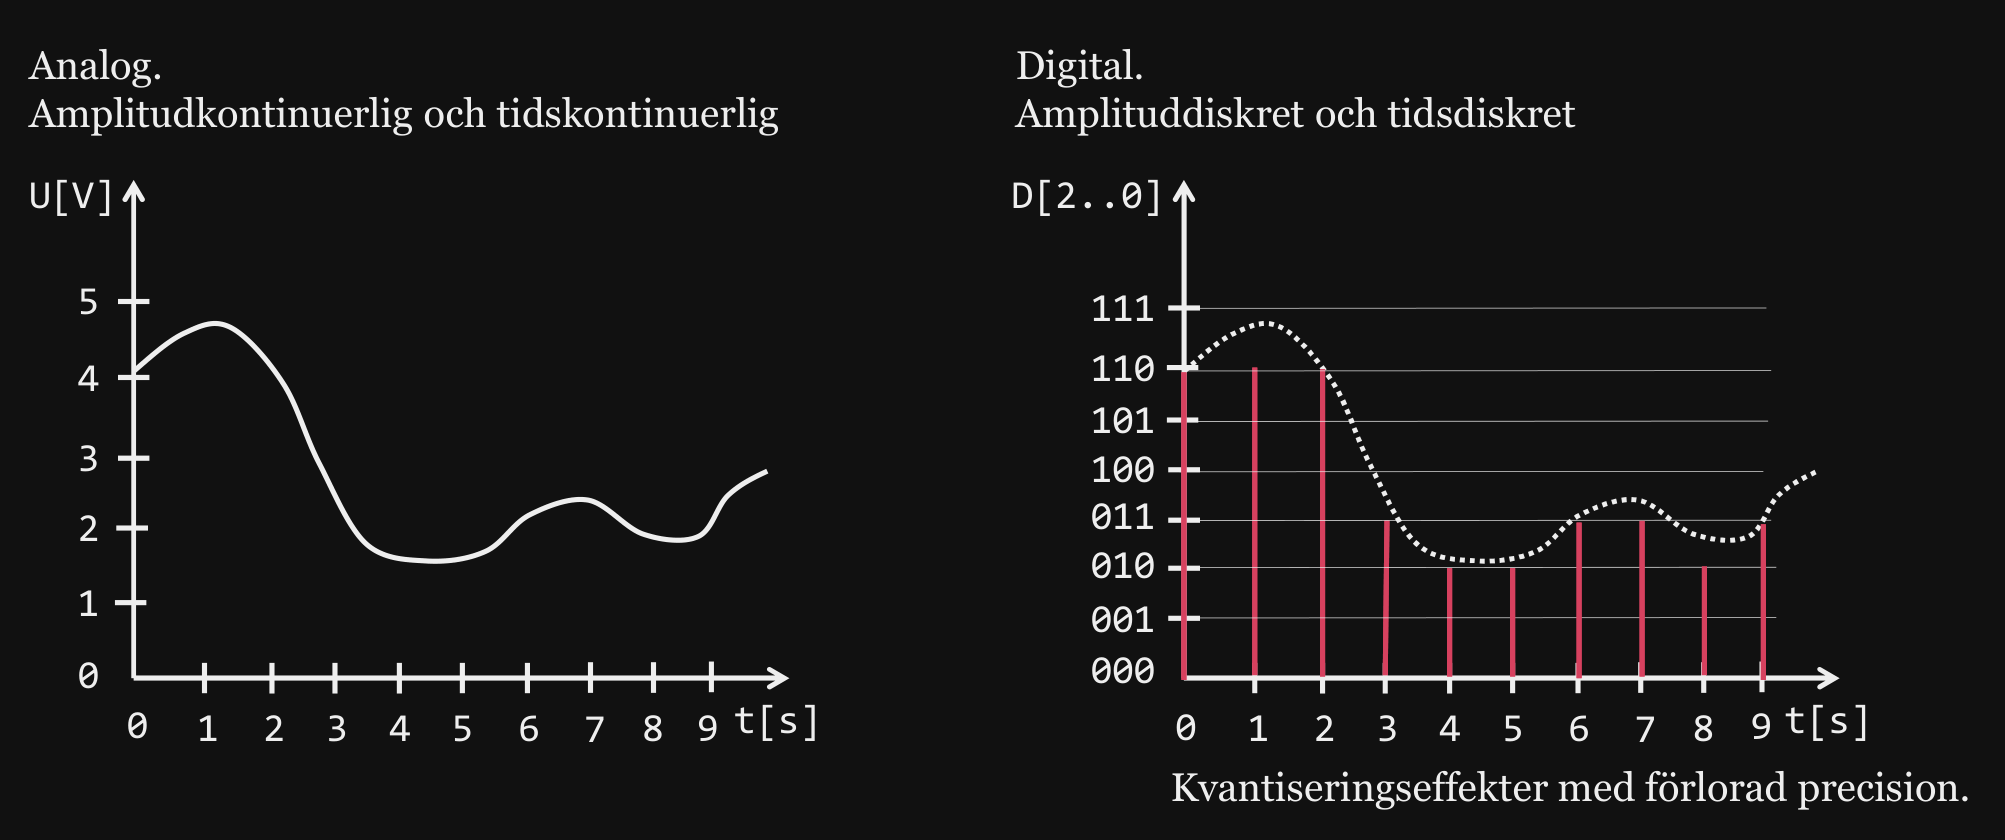 Analog.
Amplitudkontinuerlig och tidskontinuerlig
U[V]
5
4
3
2
1
0
0 1 2 3 4 5 6 7 8 9 t[s]
Digital.
Amplituddiskret och tidsdiskret
D[2..0]
111
110
101
100
011
010
001
000
0 1 2 3 4 5 6 7 8 9 t[s]
Kvantiseringseffekter med förlorad precision.